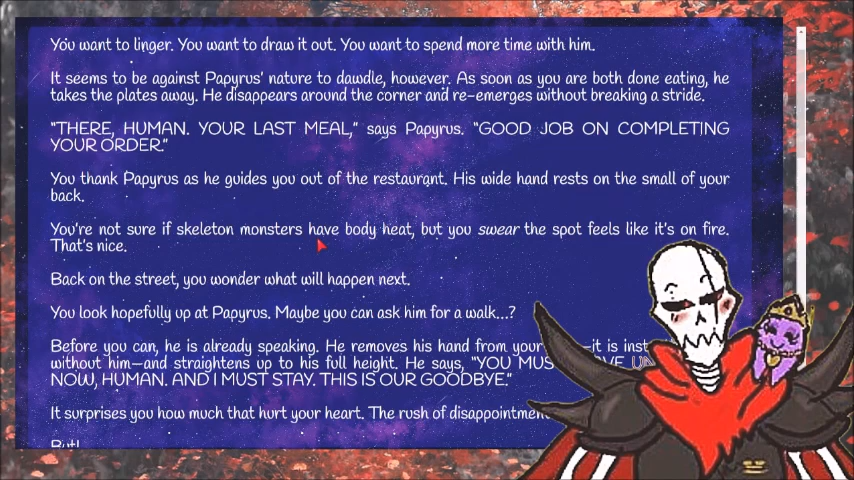 You want to linger. You want to draw it out. You want to spend more time with him.
It seems to be against Papyrus' nature to dawdle, however. As soon as you are both done eating, he
takes the plates away. He disappears around the corner and re-emerges without breaking a stride.
"THERE, HUMAN. YOUR LAST MEAL," says Papyrus. "GOOD JOB ON COMPLETING
YOUR ORDER."
You thank Papyrus as he guides you out of the restaurant. His wide hand rests on the small of your
back.
You're not sure if skeleton monsters have body heat, but you swear the spot feels like it's on fire.
That's nice.
Back on the street, you wonder what will happen next.
You look hopefully up at Papyrus. Maybe you can ask him for a walk...?
Before you can, he is already speaking. He removes his hand from your —it is
without him—and straightens up to his full height. He says, "YOU
NOW, HUMAN. AND I MUST STAY. THIS IS OUR GOODBYE."
It surprises you how much that hurt your heart. The rush of disappointment
But!